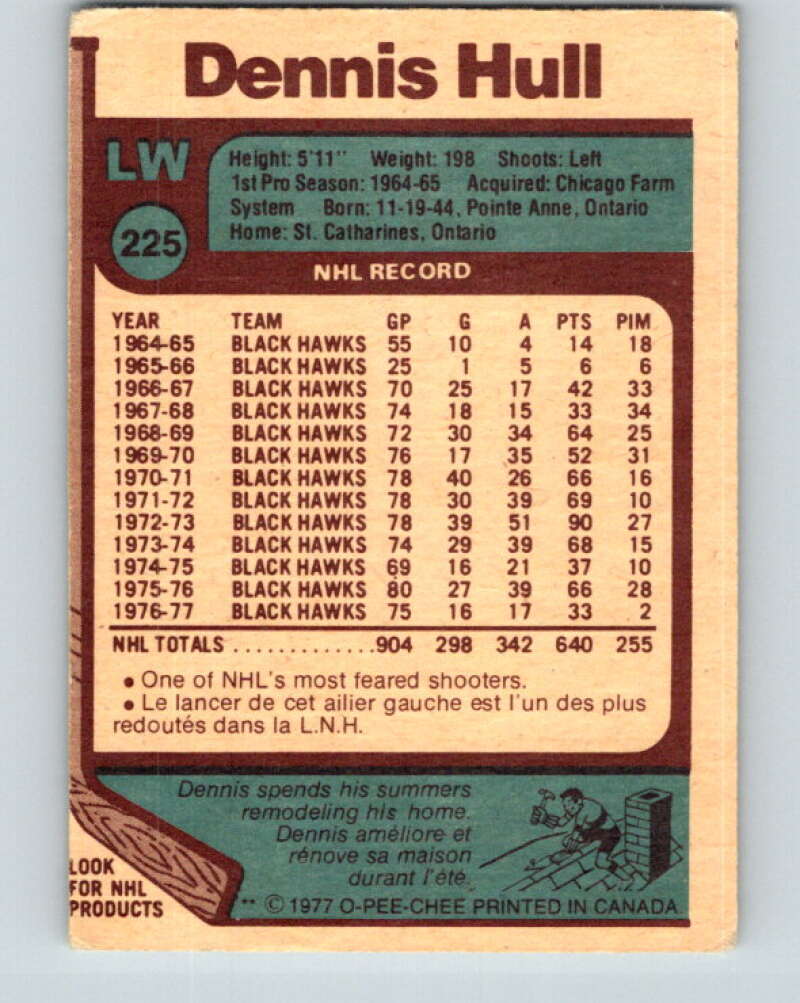 Dennis Hull
LW
225
Height: 5'11" Weight: 198 Shoots: Left
1st Pro Season: 1964-65 Acquired: Chicago Farm
System Born: 11-19-44, Pointe Anne, Ontario
Home: St. Catharines, Ontario
NHL RECORD
YEAR TEAM GP G A PTS PIM
1964-65 BLACK HAWKS 55 10 4 14 18
1965-66 BLACK HAWKS 25 1 5 6 6
1966-67 BLACK HAWKS 70 25 17 42 33
1967-68 BLACK HAWKS 74 18 15 33 34
1968-69 BLACK HAWKS 72 30 34 64 25
1969-70 BLACK HAWKS 76 17 35 52 31
1970-71 BLACK HAWKS 78 40 26 66 16
1971-72 BLACK HAWKS 78 30 39 69 10
1972-73 BLACK HAWKS 78 39 51 90 27
1973-74 BLACK HAWKS 74 29 39 68 15
1974-75 BLACK HAWKS 69 16 21 37 10
1975-76 BLACK HAWKS 80 27 39 66 28
1976-77 BLACK HAWKS 75 16 17 33 2
NHL TOTALS .............904 298 342 640 255
• One of NHL's most feared shooters.
• Le lancer de cet ailier gauche est l'un des plus
redoutés dans la L.N.H.
Dennis spends his summers
remodeling his home.
Dennis améliore et
rénove sa maison
durant l'été.
LOOK
FOR NHL
PRODUCTS
** © 1977 O-PEE-CHEE PRINTED IN CANADA